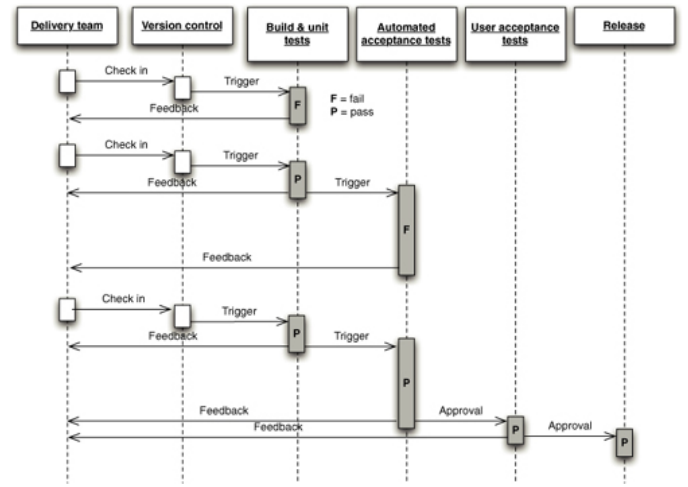 Delivery team
Version control
Build & unit
tests
Automated
acceptance tests
User acceptance
tests
Release
Check in
Trigger
Feedback
F
F = fail
P = pass
Check in
Trigger
Feedback
P
Trigger
F
Feedback
Check in
Trigger
Feedback
P
Trigger
P
Feedback
Approval
Feedback
P
Approval
P